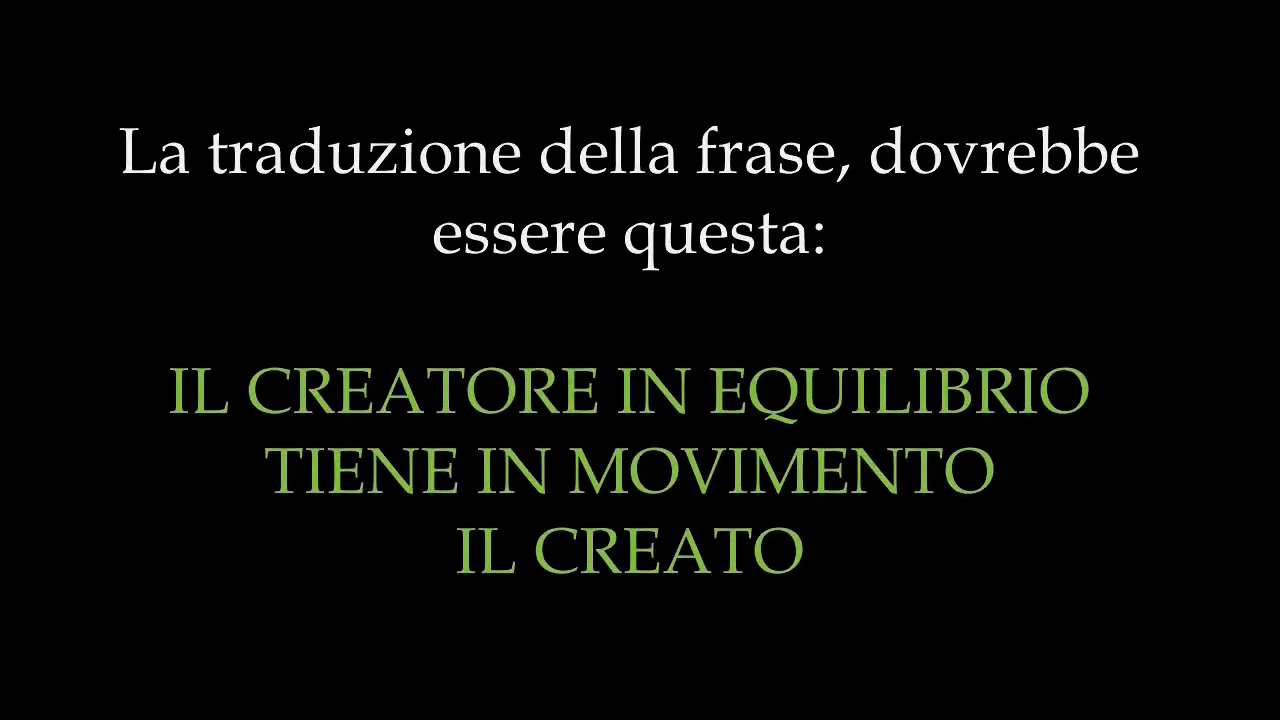 La traduzione della frase, dovrebbe
essere questa:
IL CREATORE IN EQUILIBRIO
TIENE IN MOVIMENTO
IL CREATO